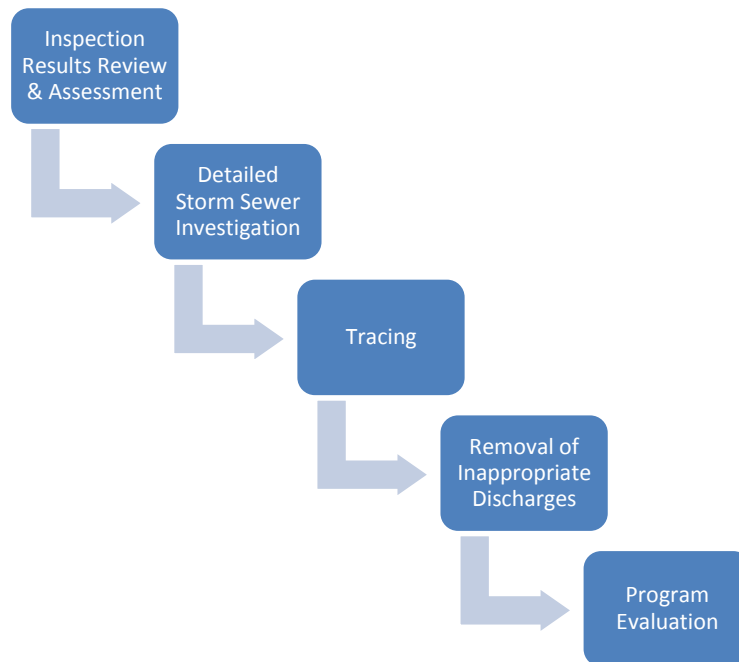 Inspection
Results Review
& Assessment
Detailed
Storm Sewer
Investigation
Tracing
Removal of
Inappropriate
Discharges
Program
Evaluation